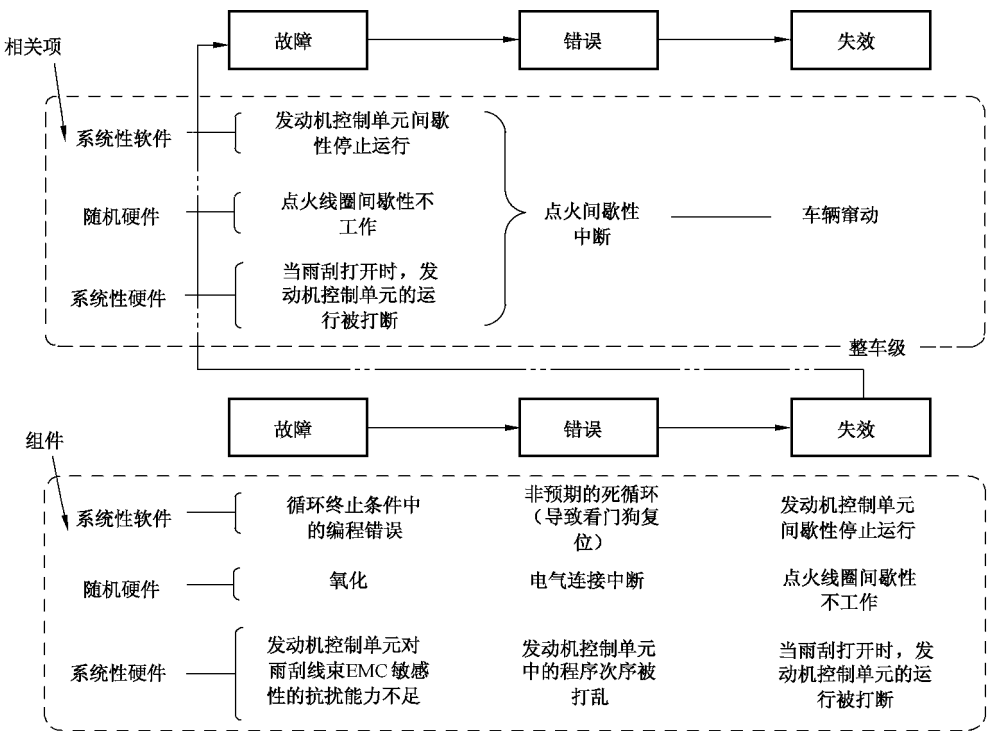 相关项
故障
错误
失效
系统性软件
发动机控制单元间歇
性停止运行
随机硬件
点火线圈间歇性不
工作
系统性硬件
当雨刮打开时，发
动机控制单元的运
行被打断
点火间歇性
中断
车辆窜动
整车级
组件
故障
错误
失效
系统性软件
循环终止条件中
的编程错误
非预期的死循环
（导致看门狗复
位）
发动机控制单元
间歇性停止运行
随机硬件
氧化
电气连接中断
点火线圈间歇性
不工作
系统性硬件
发动机控制单元对
雨刮线束EMC敏感
性的抗扰能力不足
发动机控制单元
中的程序次序被
打乱
当雨刮打开时，发
动机控制单元的运
行被打断